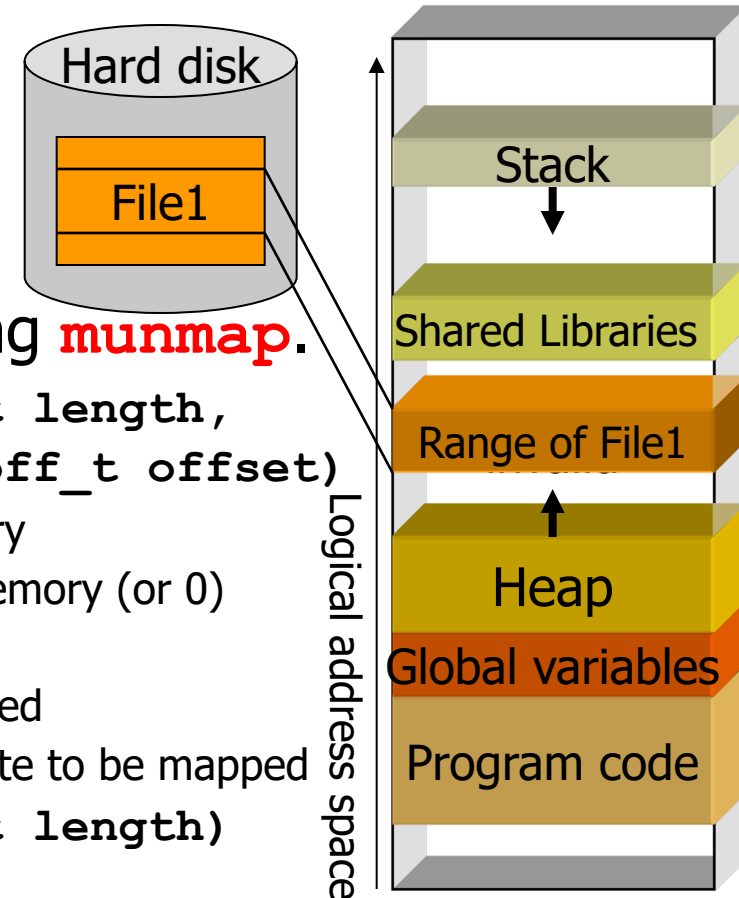 Hard disk
File1
ng munmap.
t length,
off_t offset)
ry
emory (or 0)
ed
te to be mapped
t length)
Logical address space
Stack
Shared Libraries
Range of File1
Heap
Global variables
Program code